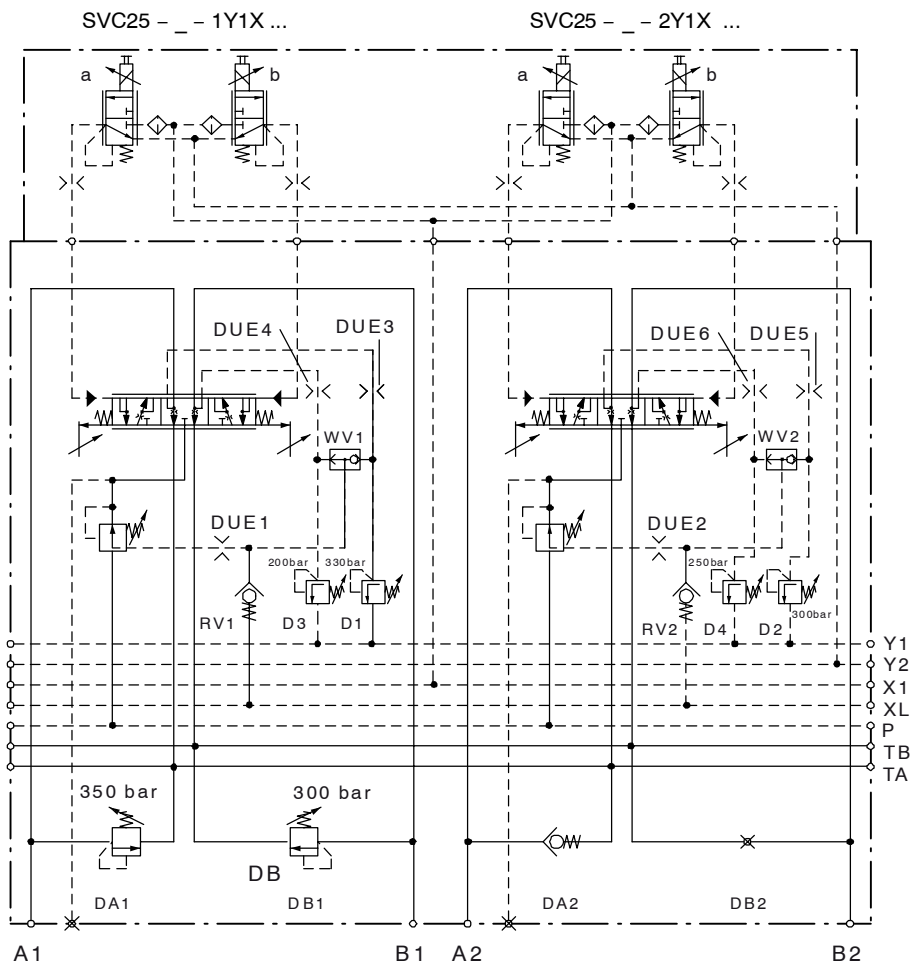 SVC25 – _ – 1Y1X ... SVC25 – _ – 2Y1X ...
a b a b
DUE4 DUE3 DUE6 DUE5
WV1 WV2
DUE1 DUE2
200bar 330bar 250bar
300bar
RV1 D3 D1 RV2 D4 D2
Y1
Y2
X1
XL
P
TB
TA
350 bar 300 bar
DB
DA1 DB1 DA2 DB2
A1 B1 A2 B2